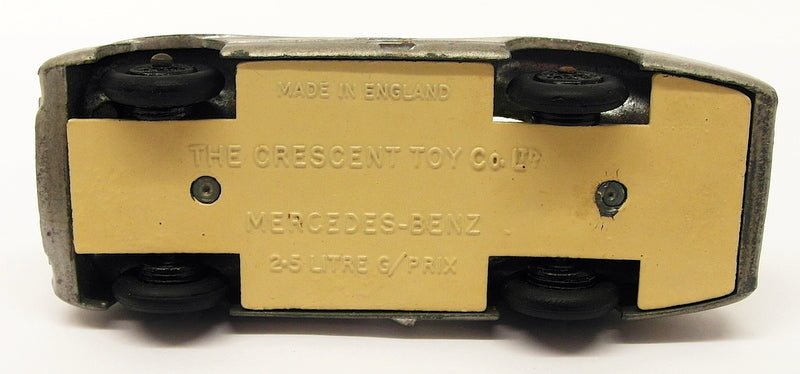 MADE IN ENGLAND
THE CRESCENT TOY Co. LTD
MERCEDES-BENZ
2·5 LITRE G/PRIX